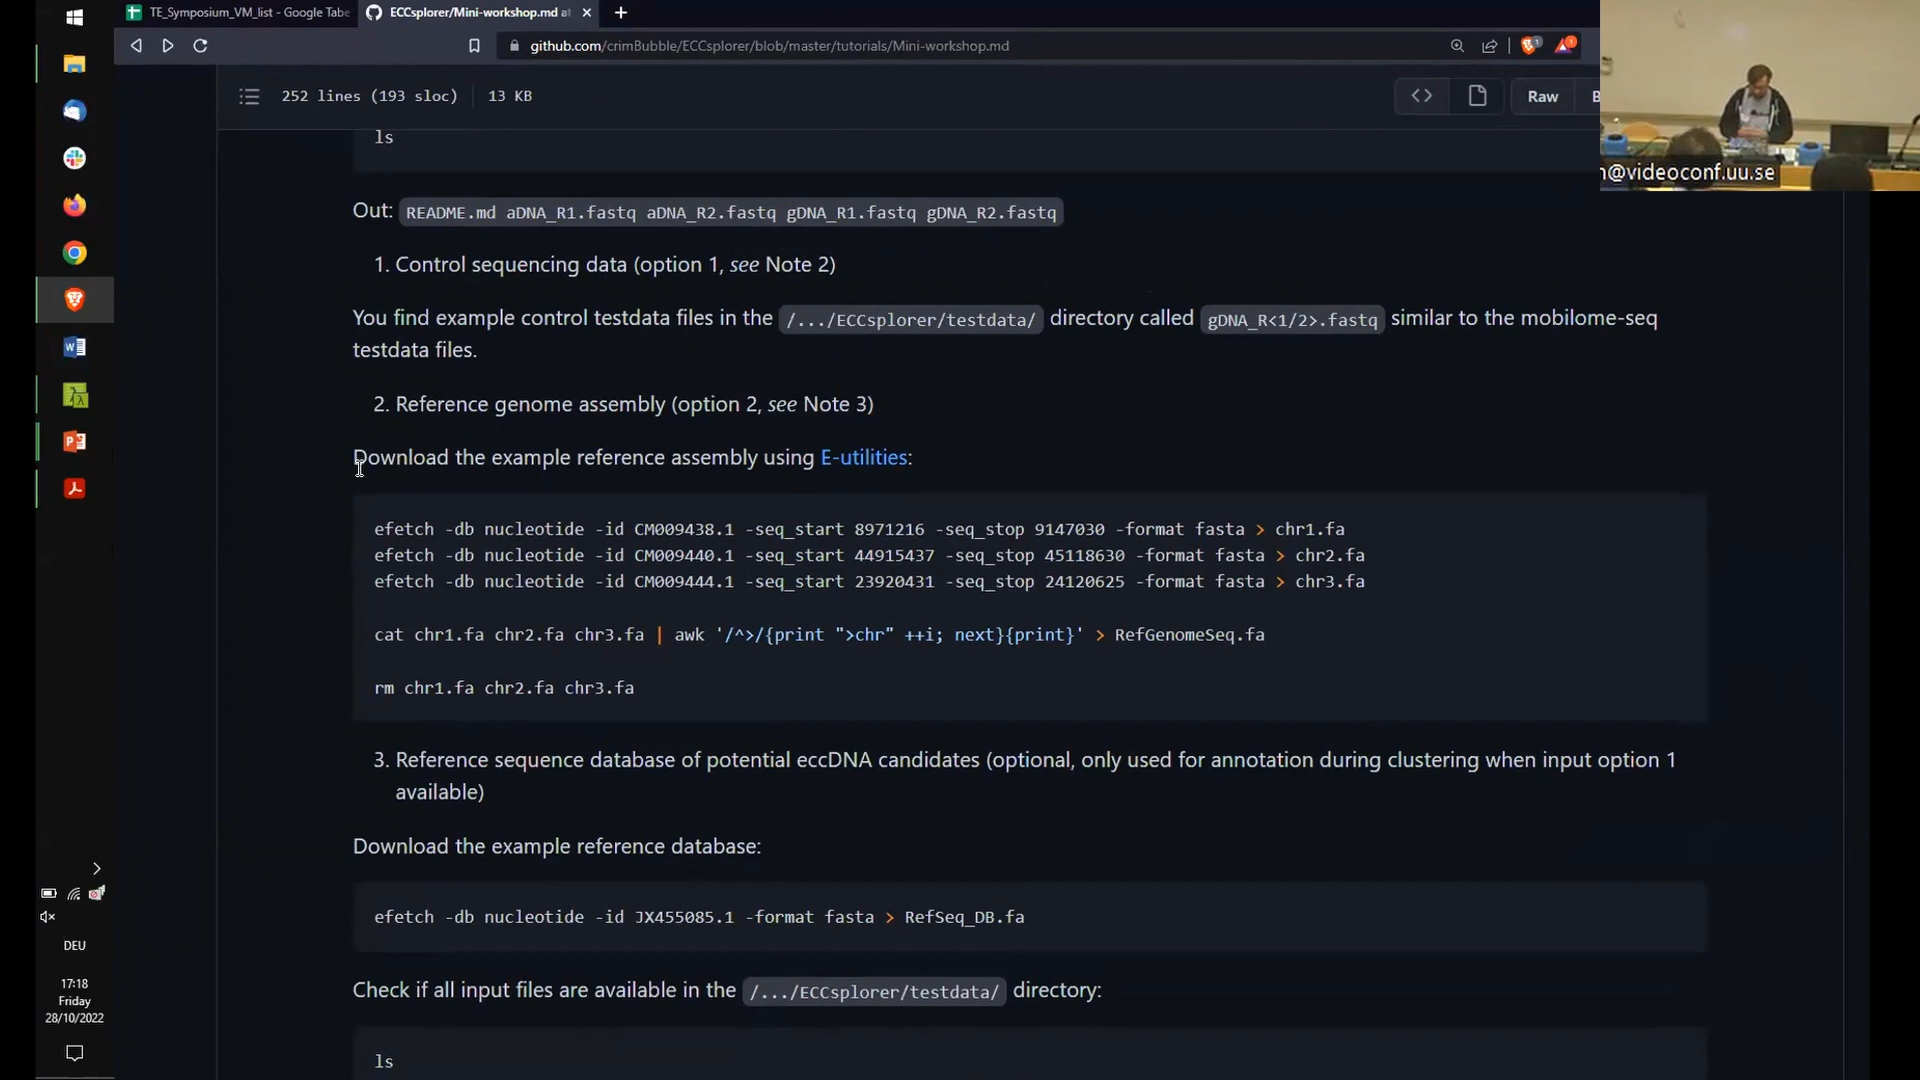 TE_Symposium_VM_list - Google Tabe
ECCsplorer/Mini-workshop.md at
github.com/crimBubble/ECCsplorer/blob/master/tutorials/Mini-workshop.md
252 lines (193 sloc) 13 KB
Raw B
n@videoconf.uu.se
ls
Out: README.md aDNA_R1.fastq aDNA_R2.fastq gDNA_R1.fastq gDNA_R2.fastq
1. Control sequencing data (option 1, see Note 2)
You find example control testdata files in the /.../ECCsplorer/testdata/ directory called gDNA_R<1/2>.fastq similar to the mobilome-seq
testdata files.
2. Reference genome assembly (option 2, see Note 3)
Download the example reference assembly using E-utilities:
efetch -db nucleotide -id CM009438.1 -seq_start 8971216 -seq_stop 9147030 -format fasta > chr1.fa
efetch -db nucleotide -id CM009440.1 -seq_start 44915437 -seq_stop 45118630 -format fasta > chr2.fa
efetch -db nucleotide -id CM009444.1 -seq_start 23920431 -seq_stop 24120625 -format fasta > chr3.fa
cat chr1.fa chr2.fa chr3.fa | awk '/^>/{print ">chr" ++i; next}{print}' > RefGenomeSeq.fa
rm chr1.fa chr2.fa chr3.fa
3. Reference sequence database of potential eccDNA candidates (optional, only used for annotation during clustering when input option 1
available)
Download the example reference database:
efetch -db nucleotide -id JX455085.1 -format fasta > RefSeq_DB.fa
Check if all input files are available in the /.../ECCsplorer/testdata/ directory:
ls
DEU
17:18
Friday
28/10/2022